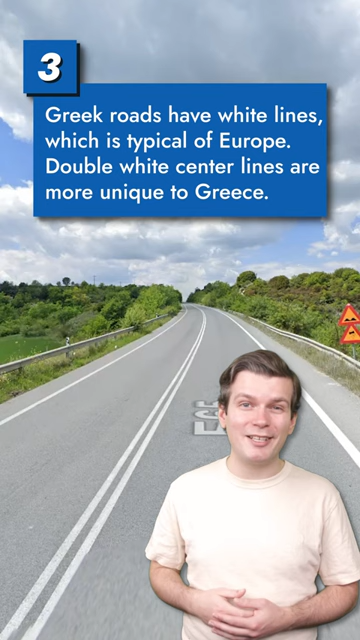 3
Greek roads have white lines,
which is typical of Europe.
Double white center lines are
more unique to Greece.